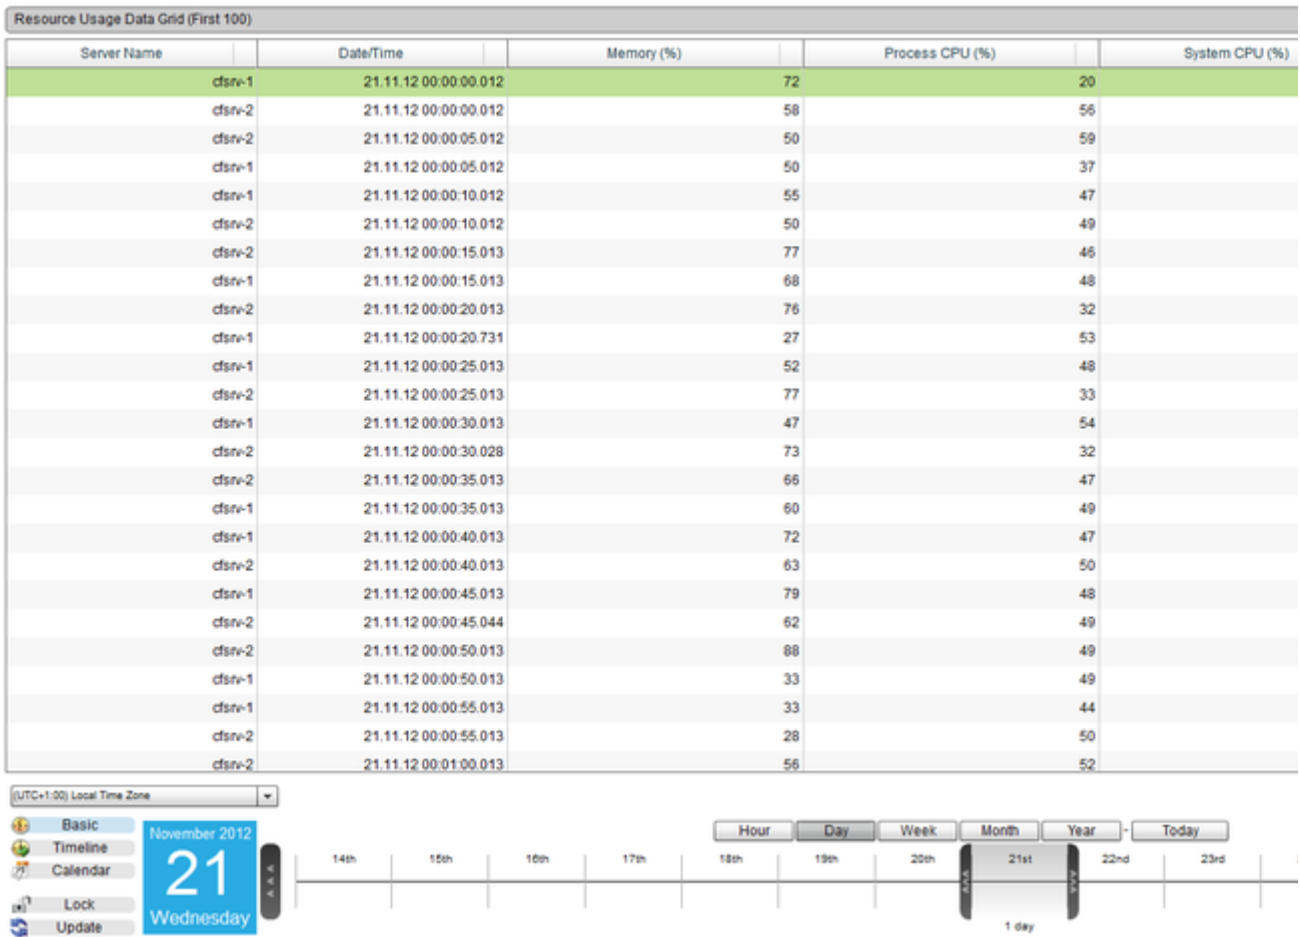 Resource Usage Data Grid (First 100)
Server Name Date/Time Memory (%) Process CPU (%) System CPU (%)
cfsrv-1 21.11.12 00:00:00.012 72 20
cfsrv-2 21.11.12 00:00:00.012 58 56
cfsrv-2 21.11.12 00:00:05.012 50 59
cfsrv-1 21.11.12 00:00:05.012 50 37
cfsrv-1 21.11.12 00:00:10.012 55 47
cfsrv-2 21.11.12 00:00:10.012 50 49
cfsrv-2 21.11.12 00:00:15.013 77 46
cfsrv-1 21.11.12 00:00:15.013 68 48
cfsrv-2 21.11.12 00:00:20.013 76 32
cfsrv-1 21.11.12 00:00:20.731 27 53
cfsrv-1 21.11.12 00:00:25.013 52 48
cfsrv-2 21.11.12 00:00:25.013 77 33
cfsrv-1 21.11.12 00:00:30.013 47 54
cfsrv-2 21.11.12 00:00:30.028 73 32
cfsrv-2 21.11.12 00:00:35.013 66 47
cfsrv-1 21.11.12 00:00:35.013 60 49
cfsrv-1 21.11.12 00:00:40.013 72 47
cfsrv-2 21.11.12 00:00:40.013 63 50
cfsrv-1 21.11.12 00:00:45.013 79 48
cfsrv-2 21.11.12 00:00:45.044 62 49
cfsrv-2 21.11.12 00:00:50.013 88 49
cfsrv-1 21.11.12 00:00:50.013 33 49
cfsrv-1 21.11.12 00:00:55.013 33 44
cfsrv-2 21.11.12 00:00:55.013 28 50
cfsrv-2 21.11.12 00:01:00.013 56 52
(UTC+1:00) Local Time Zone
Basic
Timeline
Calendar
Lock
Update
November 2012
21
Wednesday
Hour Day Week Month Year - Today
14th 15th 16th 17th 18th 19th 20th 21st 22nd 23rd
1 day